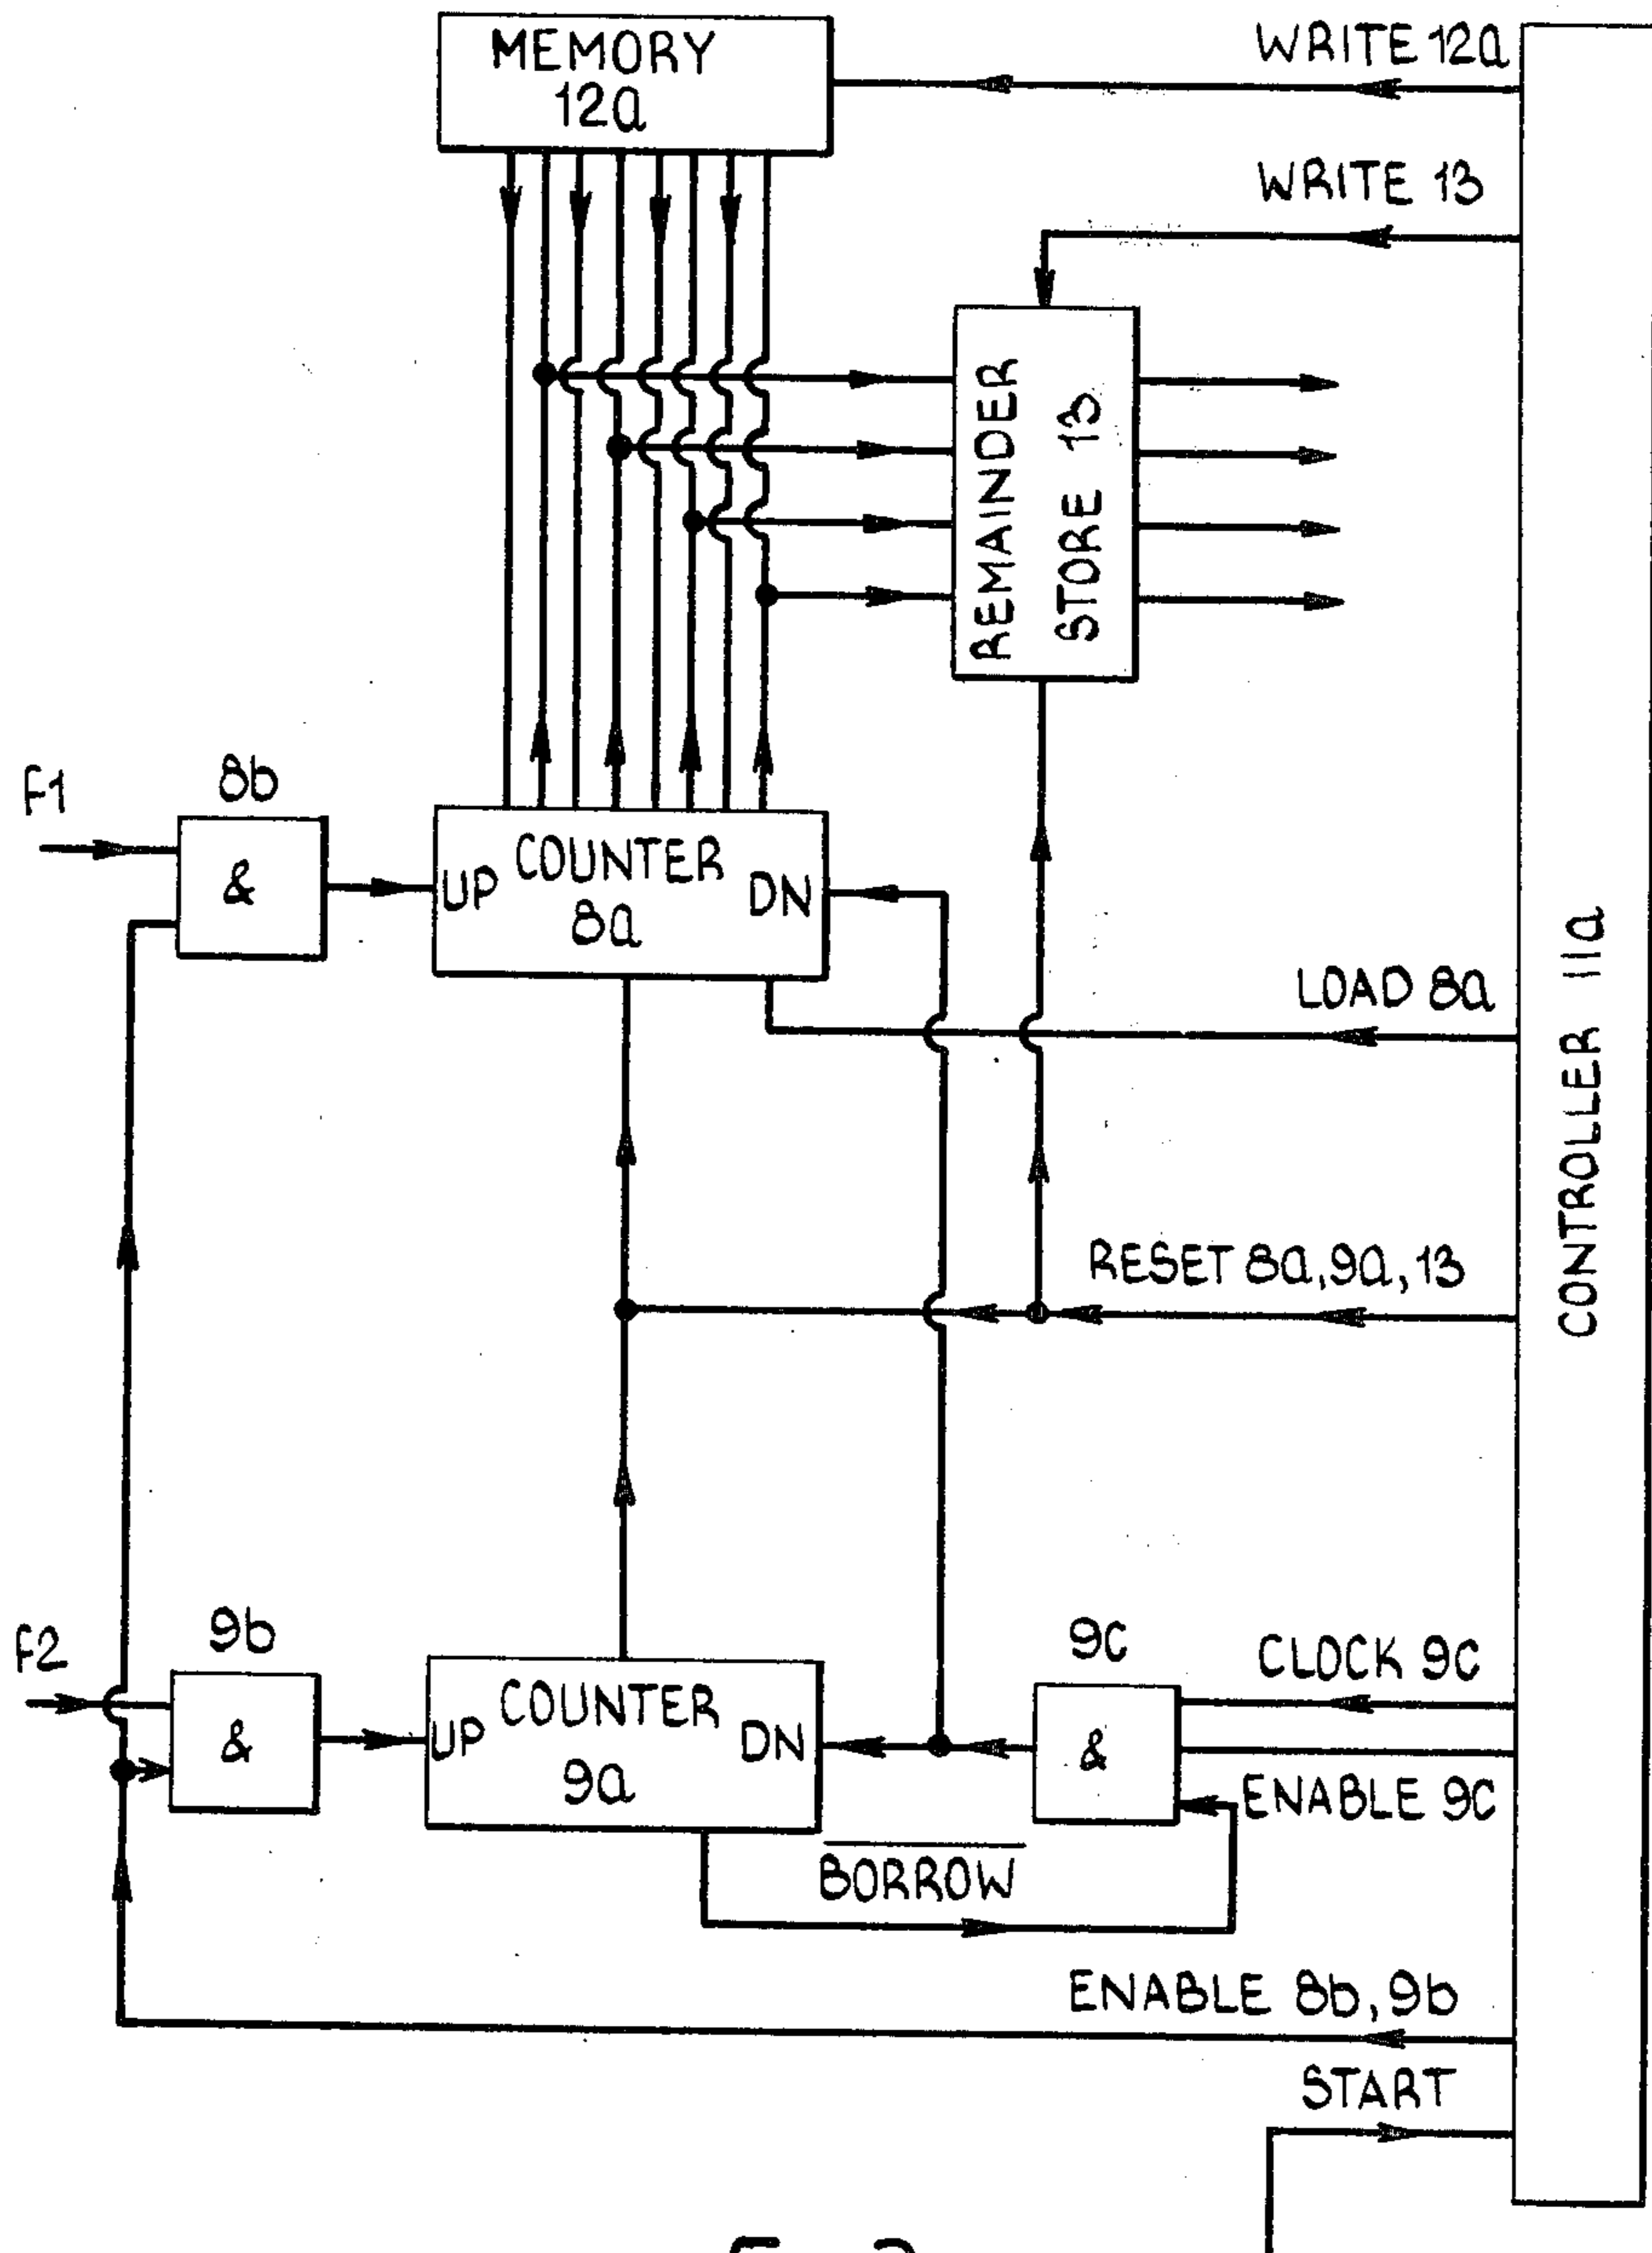 MEMORY
12a
WRITE 12a
WRITE 13
REMAINDER
STORE 13
F1
8b
&
UP
COUNTER
8a
DN
LOAD 8a
CONTROLLER 11a
RESET 8a, 9a, 13
F2
9b
&
UP
COUNTER
9a
DN
9c
&
CLOCK 9c
ENABLE 9c
BORROW
ENABLE 8b, 9b
START